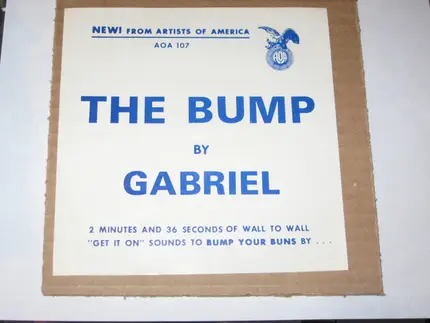 NEW! FROM ARTISTS OF AMERICA
AOA 107
AOA
THE BUMP
BY
GABRIEL
2 MINUTES AND 36 SECONDS OF WALL TO WALL
"GET IT ON" SOUNDS TO BUMP YOUR BUNS BY . . .